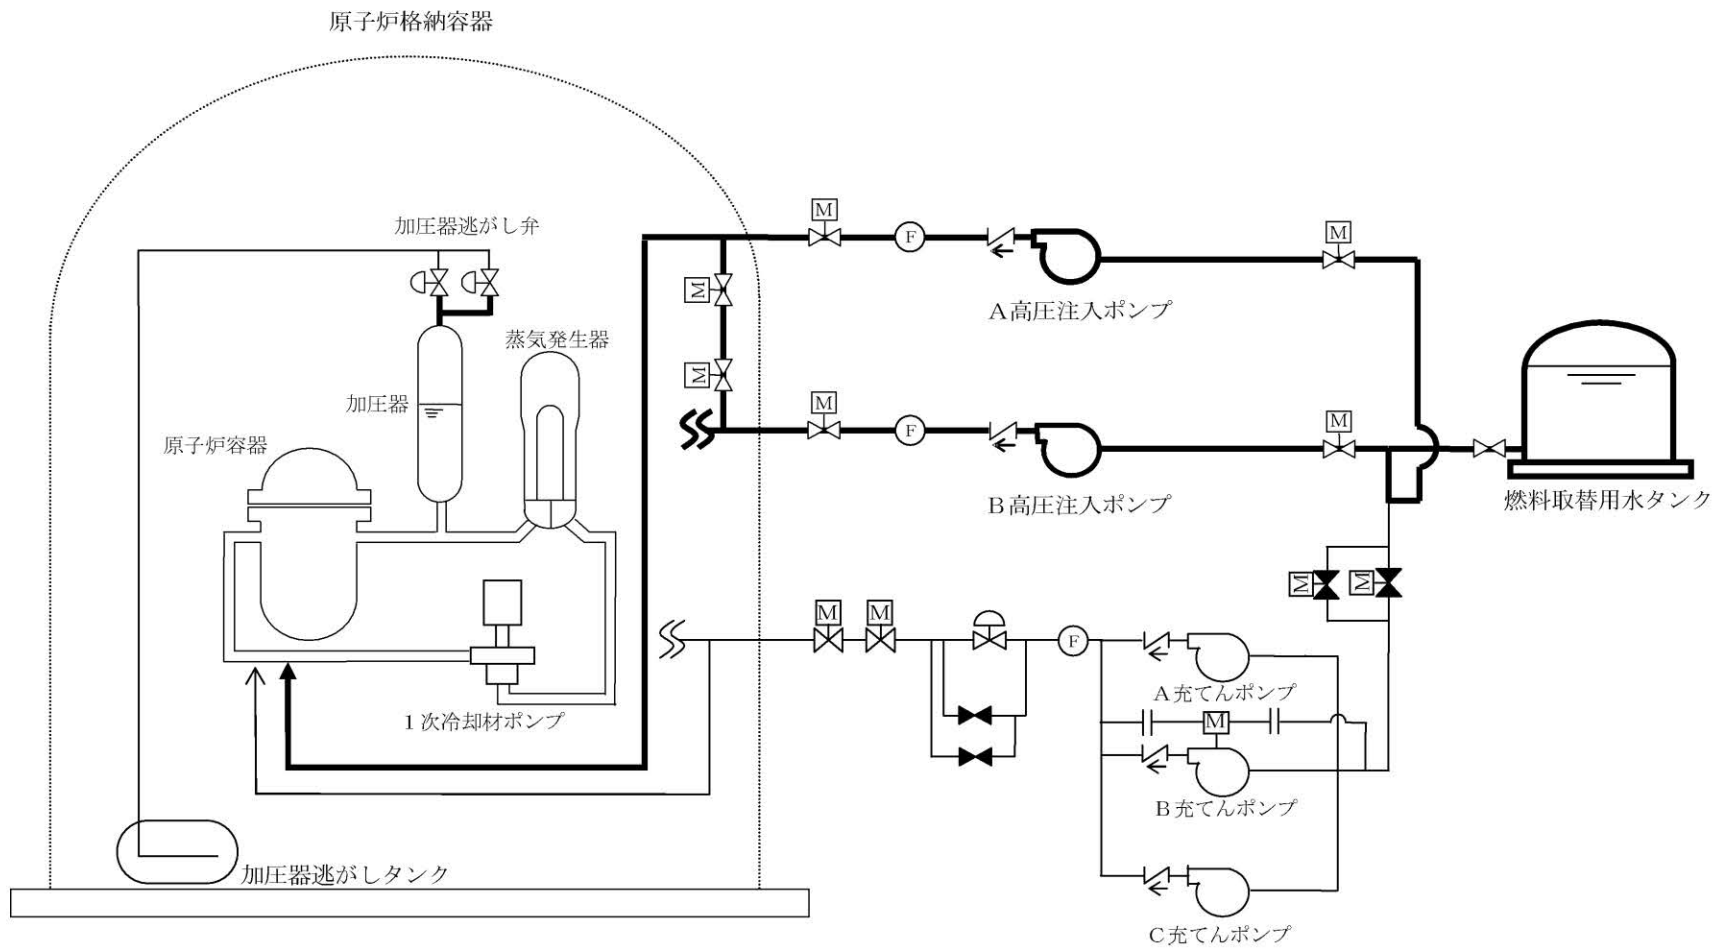 原子炉格納容器
M
加圧器逃がし弁
F
M
M
A高圧注入ポンプ
蒸気発生器
M
加圧器
M
M
F
原子炉容器
B高圧注入ポンプ
燃料取替用水タンク
M
M
M
M
F
A充てんポンプ
1次冷却材ポンプ
M
B充てんポンプ
加圧器逃がしタンク
C充てんポンプ